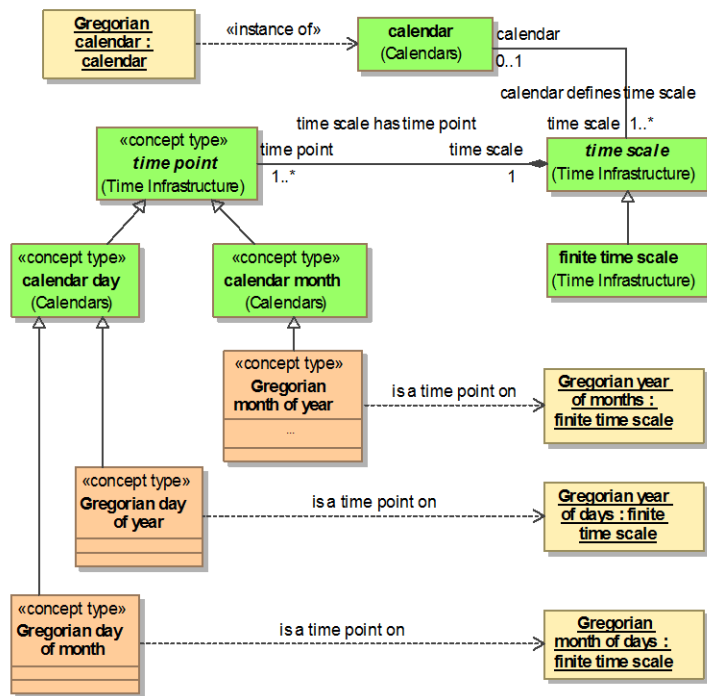 Gregorian
calendar :
calendar
«instance of»
calendar
(Calendars)
calendar
0..1
calendar defines time scale
time scale
1..*
«concept type»
time point
(Time Infrastructure)
time scale has time point
time point
time scale
1..*
1
time scale
(Time Infrastructure)
«concept type»
calendar day
(Calendars)
«concept type»
calendar month
(Calendars)
finite time scale
(Time Infrastructure)
«concept type»
Gregorian
month of year
...
is a time point on
Gregorian year
of months :
finite time scale
«concept type»
Gregorian day
of year
is a time point on
Gregorian year
of days : finite
time scale
«concept type»
Gregorian day
of month
is a time point on
Gregorian
month of days :
finite time scale